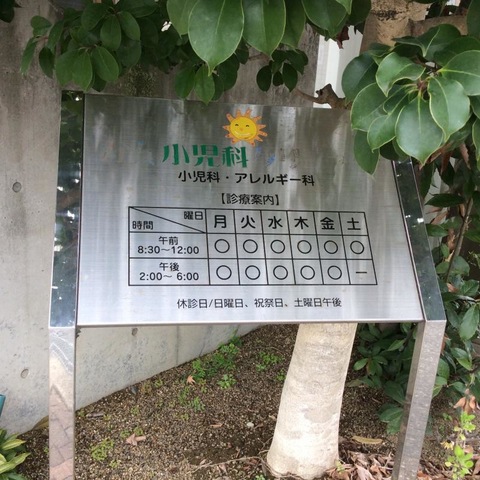 小児科
小児科・アレルギー科
【診療案内】
時間 曜日 月 火 水 木 金 土
午前 8:30～12:00 ○ ○ ○ ○ ○ ○
午後 2:00～ 6:00 ○ ○ ○ ○ ○ ー
休診日/日曜日、祝祭日、土曜日午後